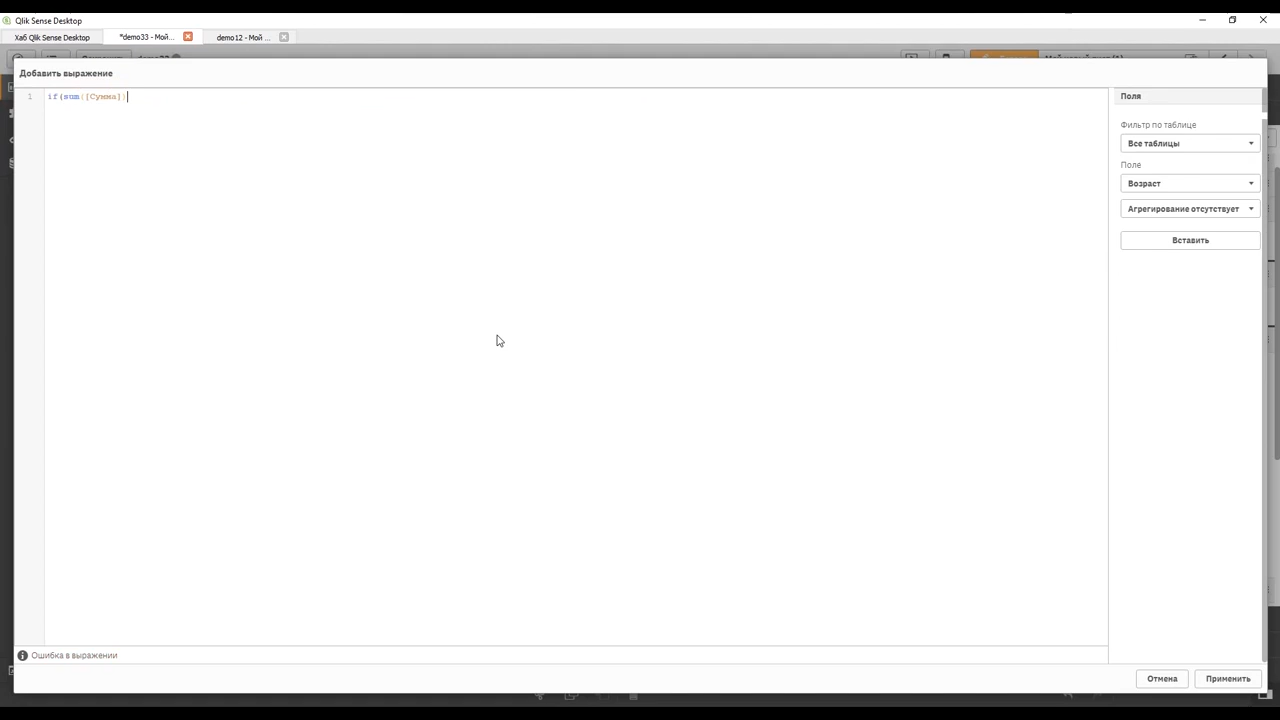 Qlik Sense Desktop
Хаб Qlik Sense Desktop
*demo33 - Мой...
demo12 - Мой ...
Добавить выражение
1 if(sum([Сумма])
Поля
Фильтр по таблице
Все таблицы
Поле
Возраст
Агрегирование отсутствует
Вставить
Ошибка в выражении
Отмена
Применить